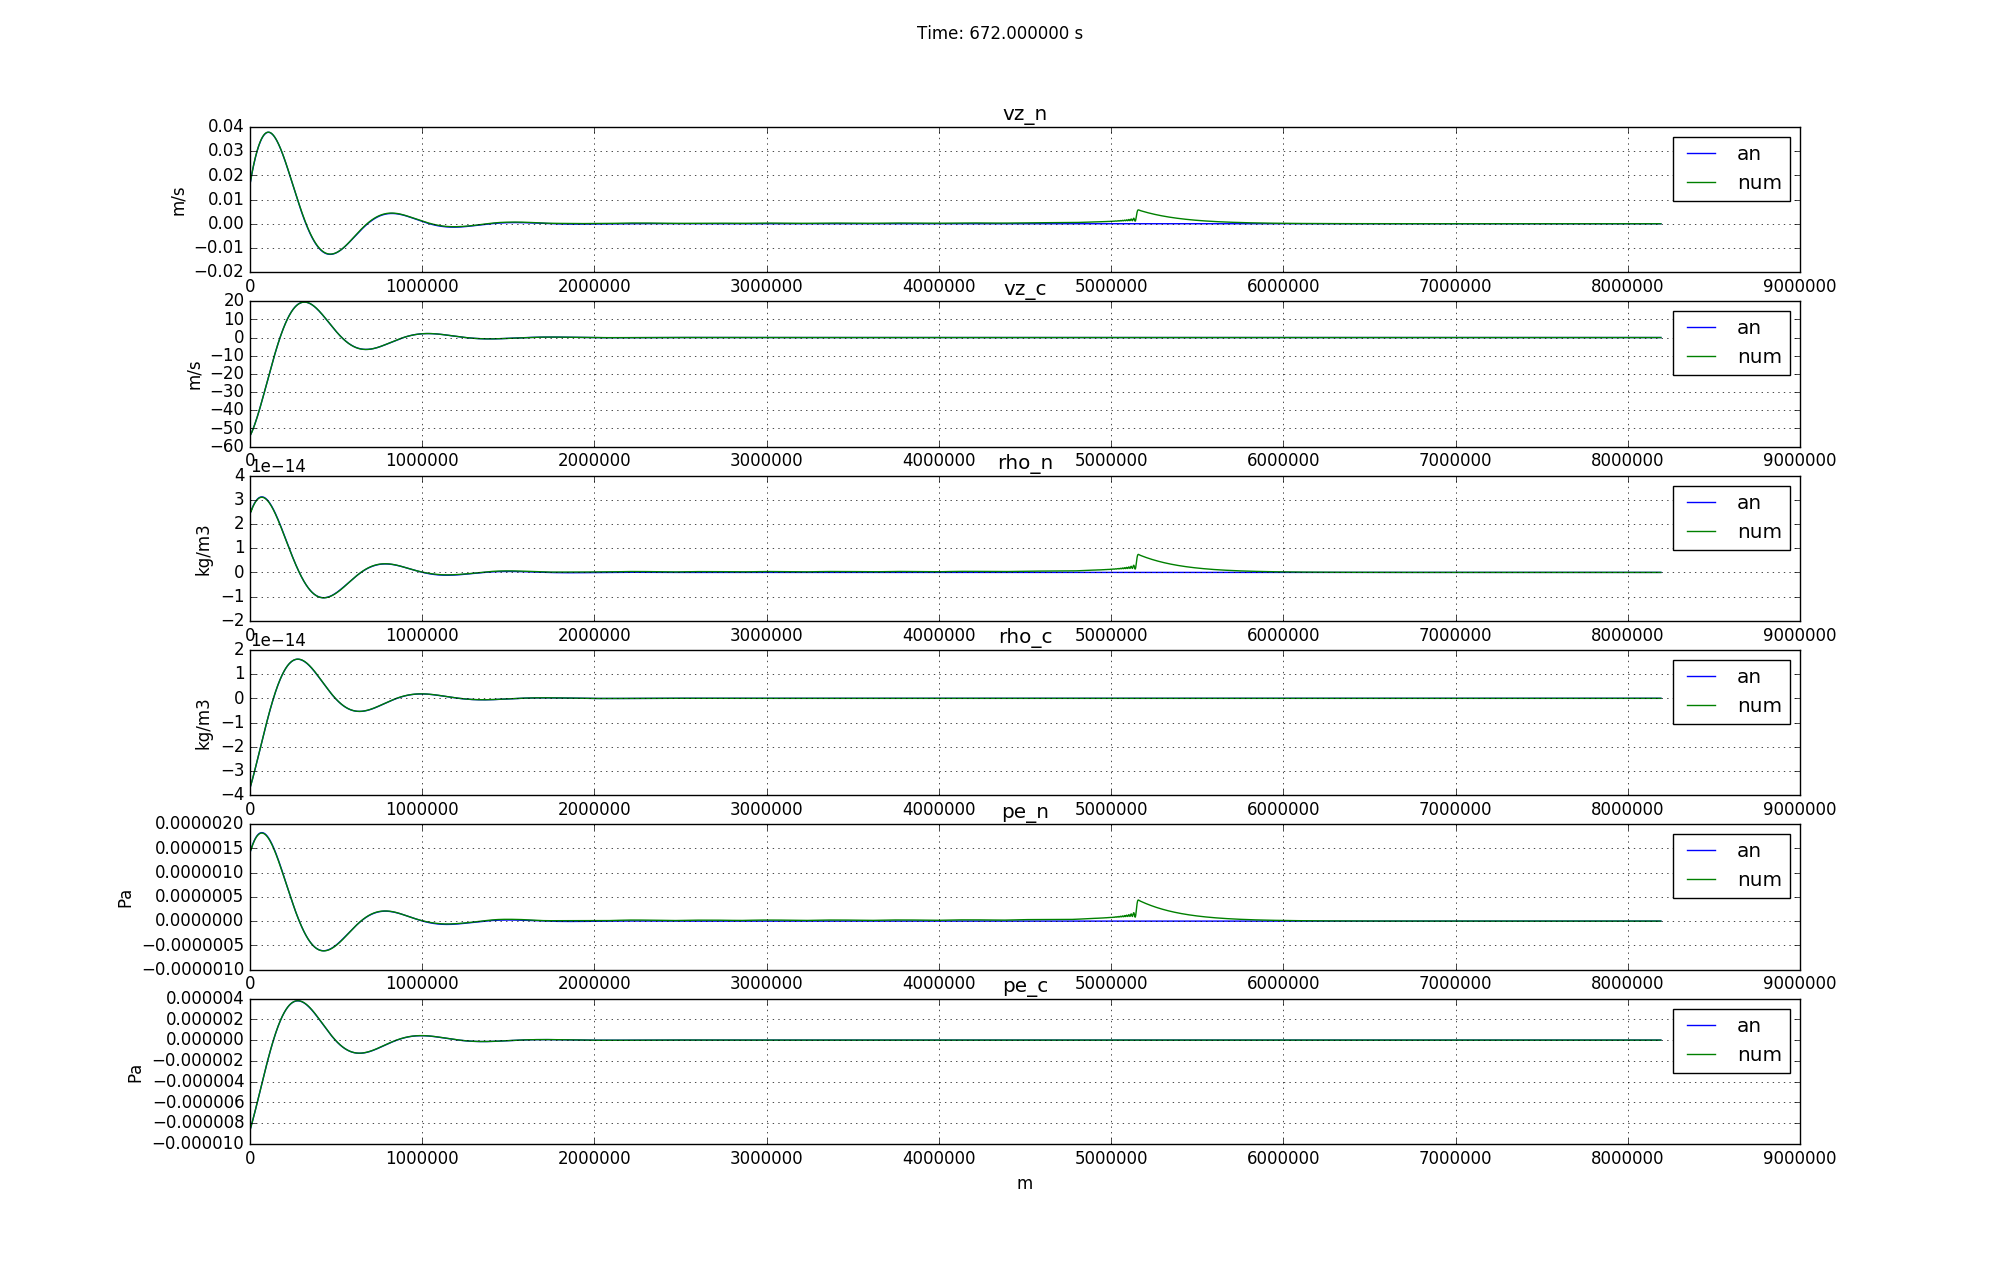 Time: 672.000000 s
vz_n
0.04
0.03
0.02
0.01
0.00
−0.01
−0.02
m/s
an
num
0 1000000 2000000 3000000 4000000 5000000 6000000 7000000 8000000 9000000
vz_c
20
10
0
−10
−20
−30
−40
−50
−60
m/s
an
num
0 1000000 2000000 3000000 4000000 5000000 6000000 7000000 8000000 9000000
1e−14
rho_n
4
3
2
1
0
−1
−2
kg/m3
an
num
0 1000000 2000000 3000000 4000000 5000000 6000000 7000000 8000000 9000000
1e−14
rho_c
2
1
0
−1
−2
−3
−4
kg/m3
an
num
0 1000000 2000000 3000000 4000000 5000000 6000000 7000000 8000000 9000000
pe_n
0.0000020
0.0000015
0.0000010
0.0000005
0.0000000
−0.0000005
−0.0000010
Pa
an
num
0 1000000 2000000 3000000 4000000 5000000 6000000 7000000 8000000 9000000
pe_c
0.000004
0.000002
0.000000
−0.000002
−0.000004
−0.000006
−0.000008
−0.000010
Pa
an
num
0 1000000 2000000 3000000 4000000 5000000 6000000 7000000 8000000 9000000
m